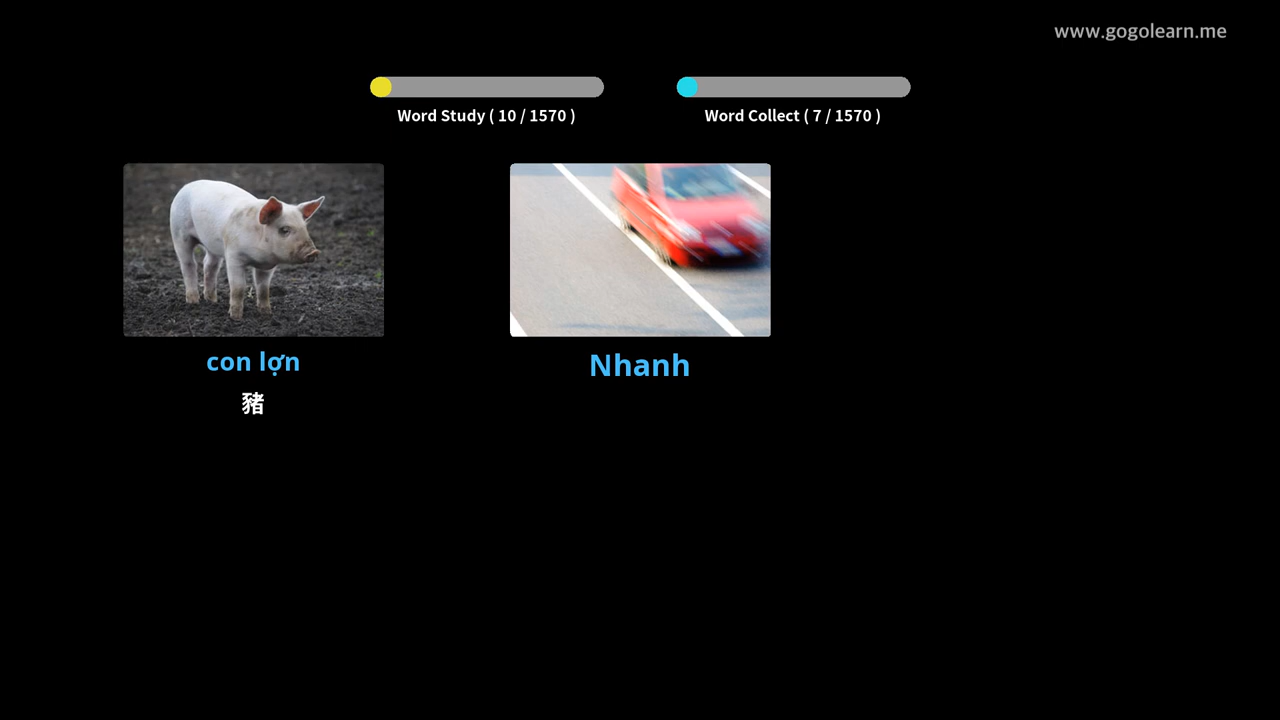 www.gogolearn.me
Word Study ( 10 / 1570 )
Word Collect ( 7 / 1570 )
con lợn
豬
Nhanh